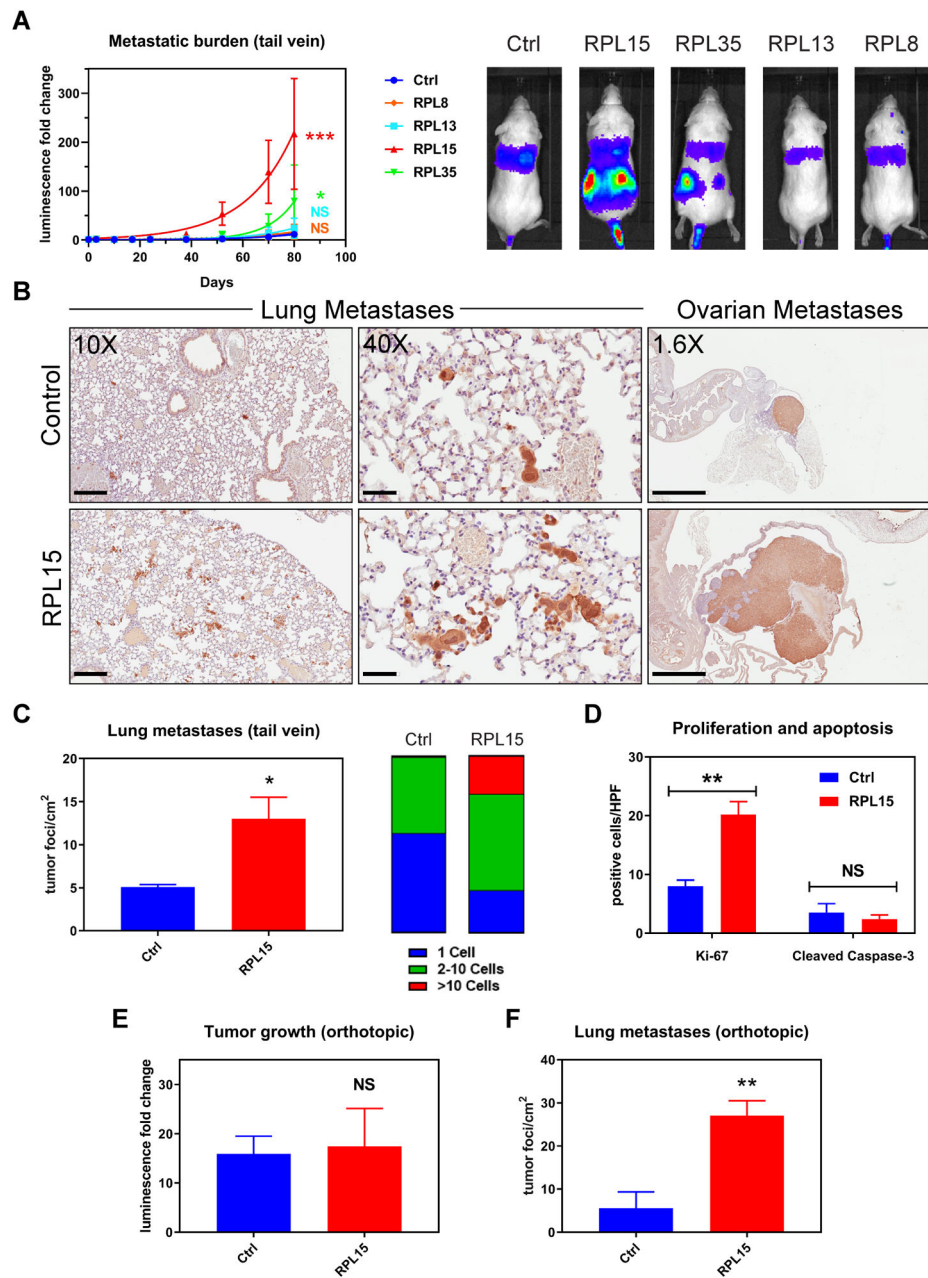 A
Metastatic burden (tail vein)
luminescence fold change
300
200
100
0
0 20 40 60 80 100
Days
***
*
NS
NS
Ctrl
RPL8
RPL13
RPL15
RPL35
Ctrl RPL15 RPL35 RPL13 RPL8
B
Lung Metastases
Ovarian Metastases
Control
10X
40X
1.6X
RPL15
C
Lung metastases (tail vein)
tumor foci/cm²
20
15
10
5
0
*
Ctrl
RPL15
Ctrl RPL15
1 Cell
2-10 Cells
>10 Cells
D
Proliferation and apoptosis
positive cells/HPF
30
20
10
0
**
NS
Ctrl
RPL15
Ki-67
Cleaved Caspase-3
E
Tumor growth (orthotopic)
luminescence fold change
30
20
10
0
NS
Ctrl
RPL15
F
Lung metastases (orthotopic)
tumor foci/cm²
40
30
20
10
0
**
Ctrl
RPL15